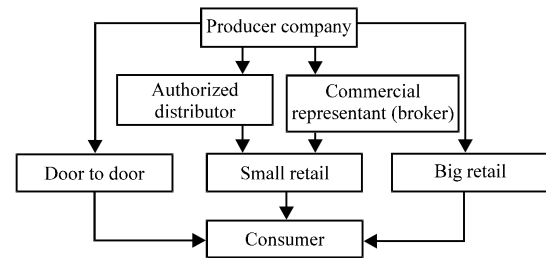 Producer company
Authorized
distributor
Commercial
representant (broker)
Door to door
Small retail
Big retail
Consumer